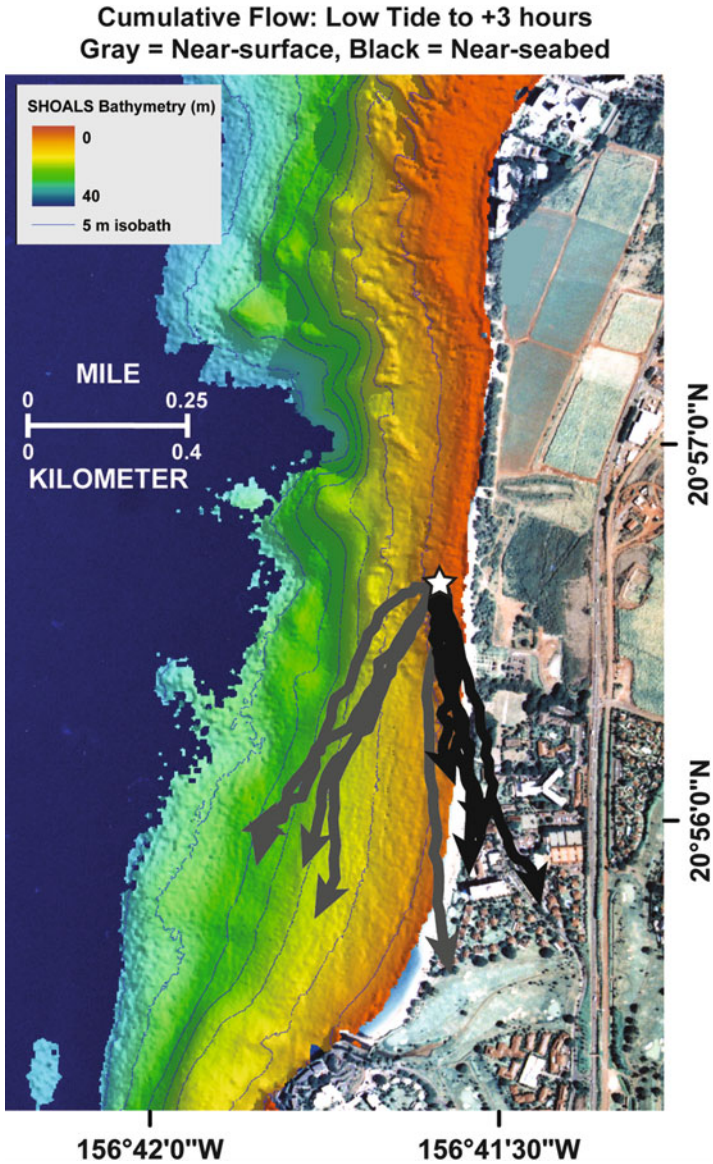 Cumulative Flow: Low Tide to +3 hours
Gray = Near-surface, Black = Near-seabed
SHOALS Bathymetry (m)
0
40
5 m isobath
MILE
0 0.25
0 0.4
KILOMETER
20°57'0"N
20°56'0"N
156°42'0"W 156°41'30"W